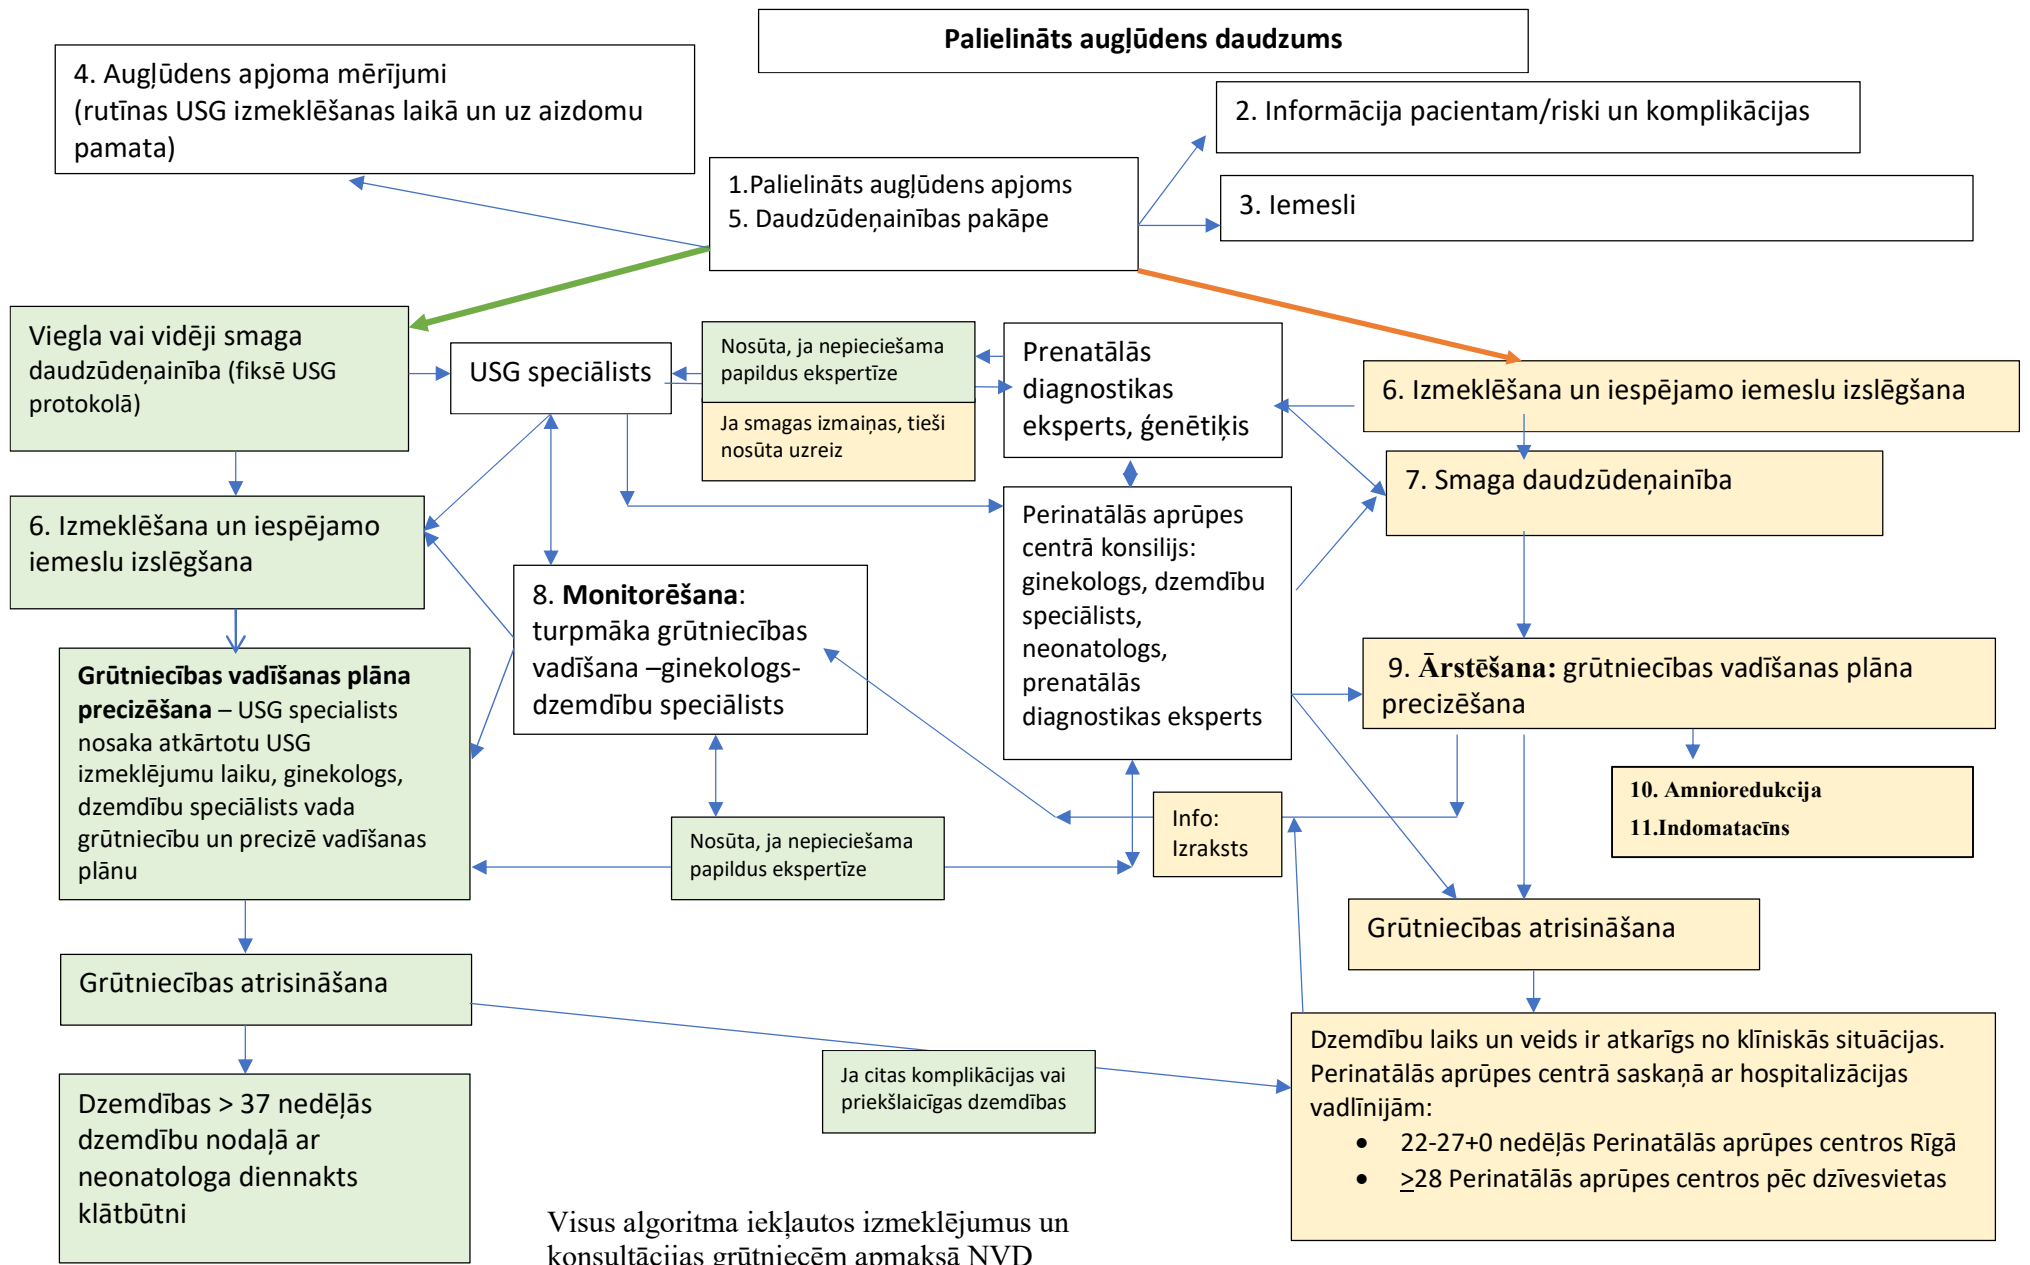 Palielināts augļūdens daudzums
4. Augļūdens apjoma mērījumi
(rutīnas USG izmeklēšanas laikā un uz aizdomu
pamata)
2. Informācija pacientam/riski un komplikācijas
1.Palielināts augļūdens apjoms
5. Daudzūdeņainības pakāpe
3. Iemesli
Viegla vai vidēji smaga
daudzūdeņainība (fiksē USG
protokolā)
USG speciālists
Nosūta, ja nepieciešama
papildus ekspertīze
Ja smagas izmaiņas, tieši
nosūta uzreiz
Prenatālās
diagnostikas
eksperts, ģenētiķis
6. Izmeklēšana un iespējamo iemeslu izslēgšana
7. Smaga daudzūdeņainība
6. Izmeklēšana un iespējamo
iemeslu izslēgšana
8. Monitorēšana:
turpmāka grūtniecības
vadīšana –ginekologs-
dzemdību speciālists
Perinatālās aprūpes
centrā konsilijs:
ginekologs, dzemdību
speciālists,
neonatologs,
prenatālās
diagnostikas eksperts
9. Ārstēšana: grūtniecības vadīšanas plāna
precizēšana
Grūtniecības vadīšanas plāna
precizēšana – USG specialists
nosaka atkārtotu USG
izmeklējumu laiku, ginekologs,
dzemdību speciālists vada
grūtniecību un precizē vadīšanas
plānu
10. Amnioredukcija
11.Indomatacīns
Info:
Izraksts
Nosūta, ja nepieciešama
papildus ekspertīze
Grūtniecības atrisināšana
Grūtniecības atrisināšana
Ja citas komplikācijas vai
priekšlaicīgas dzemdības
Dzemdību laiks un veids ir atkarīgs no klīniskās situācijas.
Perinatālās aprūpes centrā saskaņā ar hospitalizācijas
vadlīnijām:
• 22-27+0 nedēļās Perinatālās aprūpes centros Rīgā
• >28 Perinatālās aprūpes centros pēc dzīvesvietas
Dzemdības > 37 nedēļās
dzemdību nodaļā ar
neonatologa diennakts
klātbūtni
Visus algoritma iekļautos izmeklējumus un
konsultācijas grūtniecēm apmaksā NVD